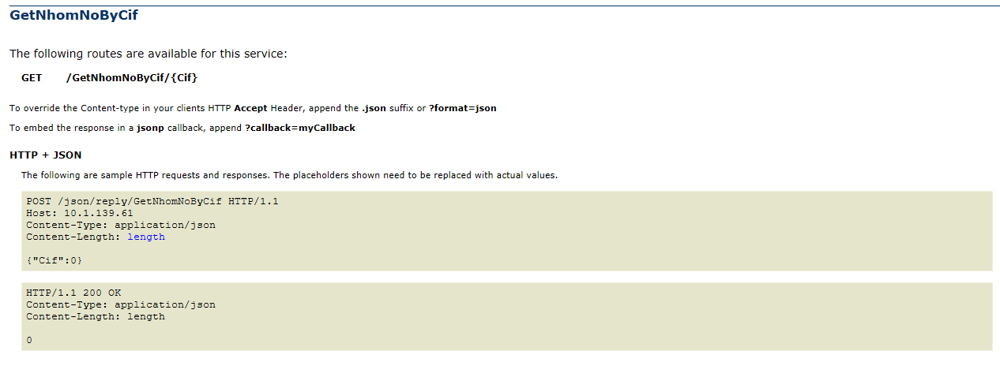 GetNhomNoByCif
The following routes are available for this service:
GET /GetNhomNoByCif/{Cif}
To override the Content-type in your clients HTTP Accept Header, append the .json suffix or ?format=json
To embed the response in a jsonp callback, append ?callback=myCallback
HTTP + JSON
The following are sample HTTP requests and responses. The placeholders shown need to be replaced with actual values.
POST /json/reply/GetNhomNoByCif HTTP/1.1
Host: 10.1.139.61
Content-Type: application/json
Content-Length: length
{"Cif":0}
HTTP/1.1 200 OK
Content-Type: application/json
Content-Length: length
0